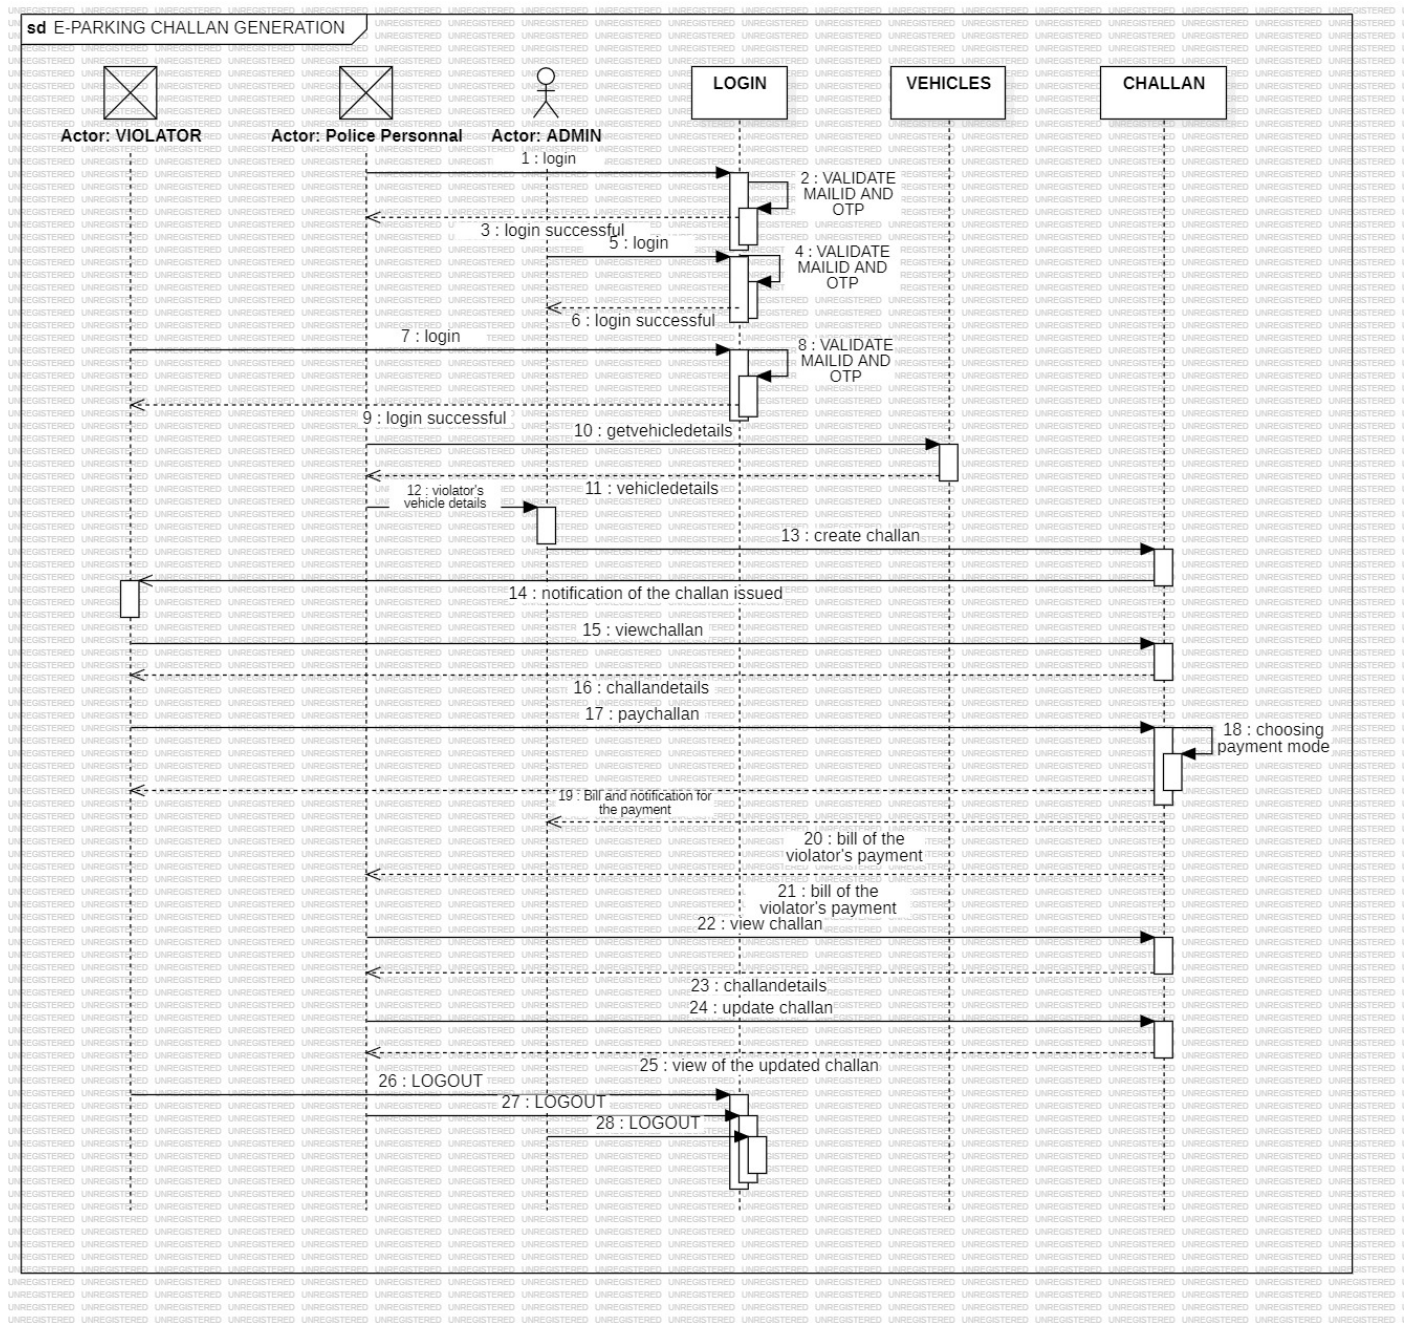 sd E-PARKING CHALLAN GENERATION
LOGIN
VEHICLES
CHALLAN
Actor: VIOLATOR
Actor: Police Personnal
Actor: ADMIN
1 : login
2 : VALIDATE
MAILID AND
OTP
3 : login successful
5 : login
4 : VALIDATE
MAILID AND
OTP
6 : login successful
7 : login
8 : VALIDATE
MAILID AND
OTP
9 : login successful
10 : getvehicledetails
11 : vehicledetails
12 : violator's
vehicle details
13 : create challan
14 : notification of the challan issued
15 : viewchallan
16 : challandetails
17 : paychallan
18 : choosing
payment mode
19 : Bill and notification for
the payment
20 : bill of the
violator's payment
21 : bill of the
violator's payment
22 : view challan
23 : challandetails
24 : update challan
25 : view of the updated challan
26 : LOGOUT
27 : LOGOUT
28 : LOGOUT
UNREGISTERED